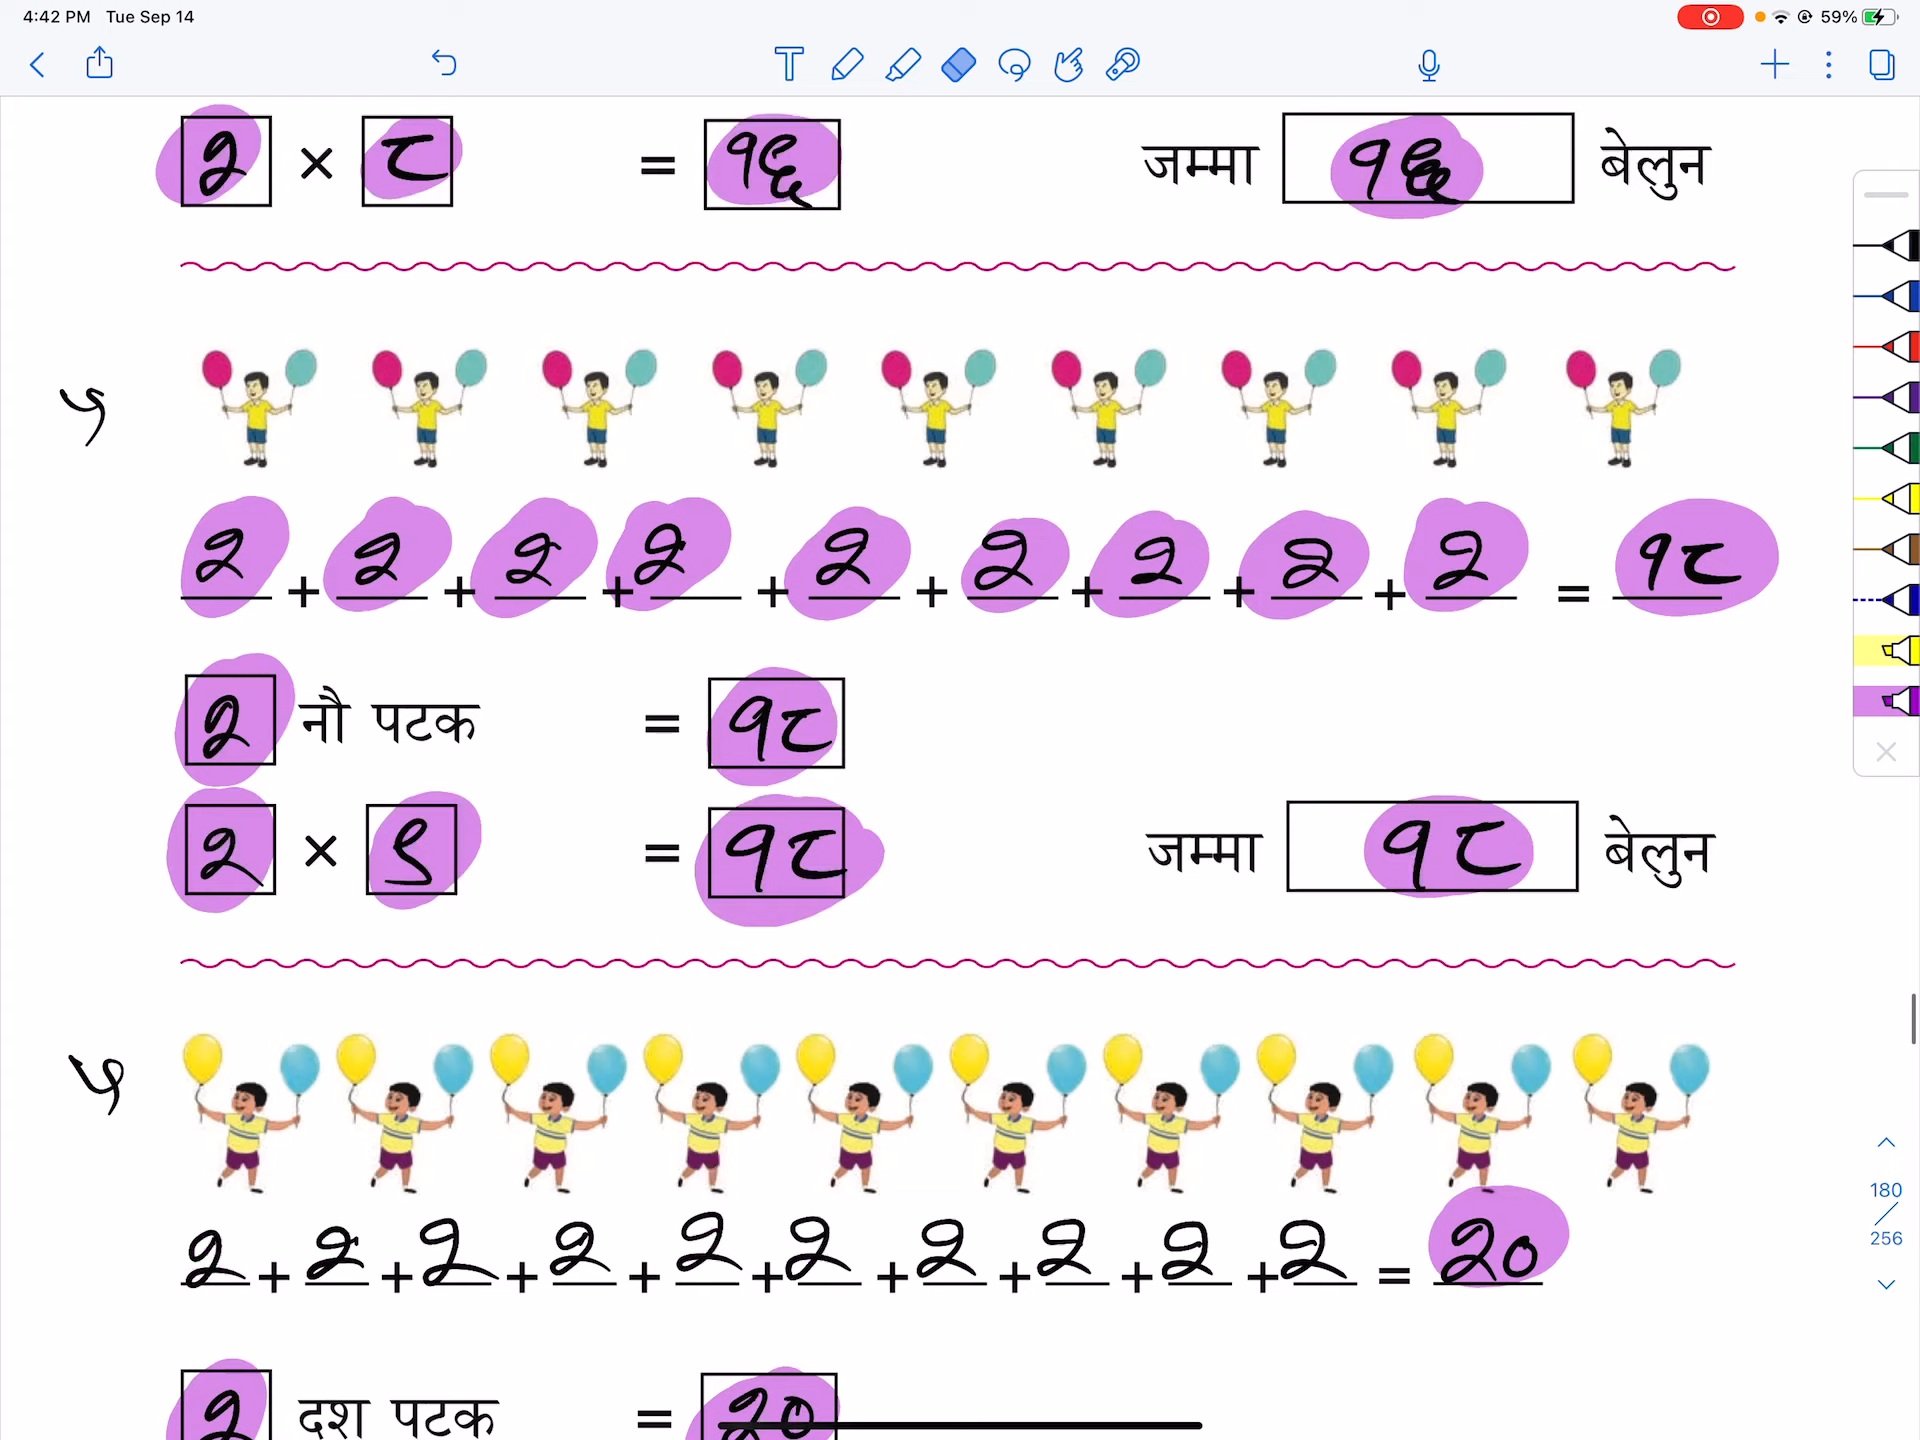 4:42 PM Tue Sep 14 59%
२ × ८ = १६ जम्मा १६ बेलुन
२ + २ + २ + २ + २ + २ + २ + २ + २ = १८
२ नौ पटक = १८
२ × ९ = १८ जम्मा १८ बेलुन
२ + २ + २ + २ + २ + २ + २ + २ + २ + २ = २०
180
256
२ दश पटक = २०